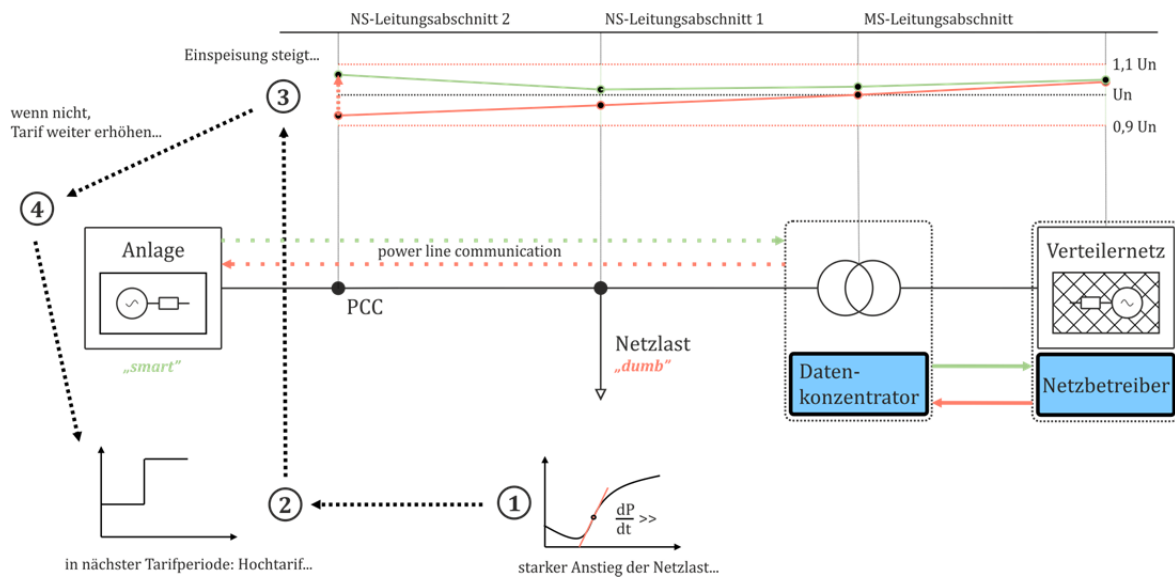 NS-Leitungsabschnitt 2
NS-Leitungsabschnitt 1
MS-Leitungsabschnitt
Einspeisung steigt...
1,1 Un
Un
0,9 Un
3
wenn nicht,
Tarif weiter erhöhen...
4
Anlage
„smart”
power line communication
PCC
Netzlast
„dumb”
Verteilernetz
Daten-
konzentrator
Netzbetreiber
2
1
dP
dt >>
in nächster Tarifperiode: Hochtarif...
starker Anstieg der Netzlast...